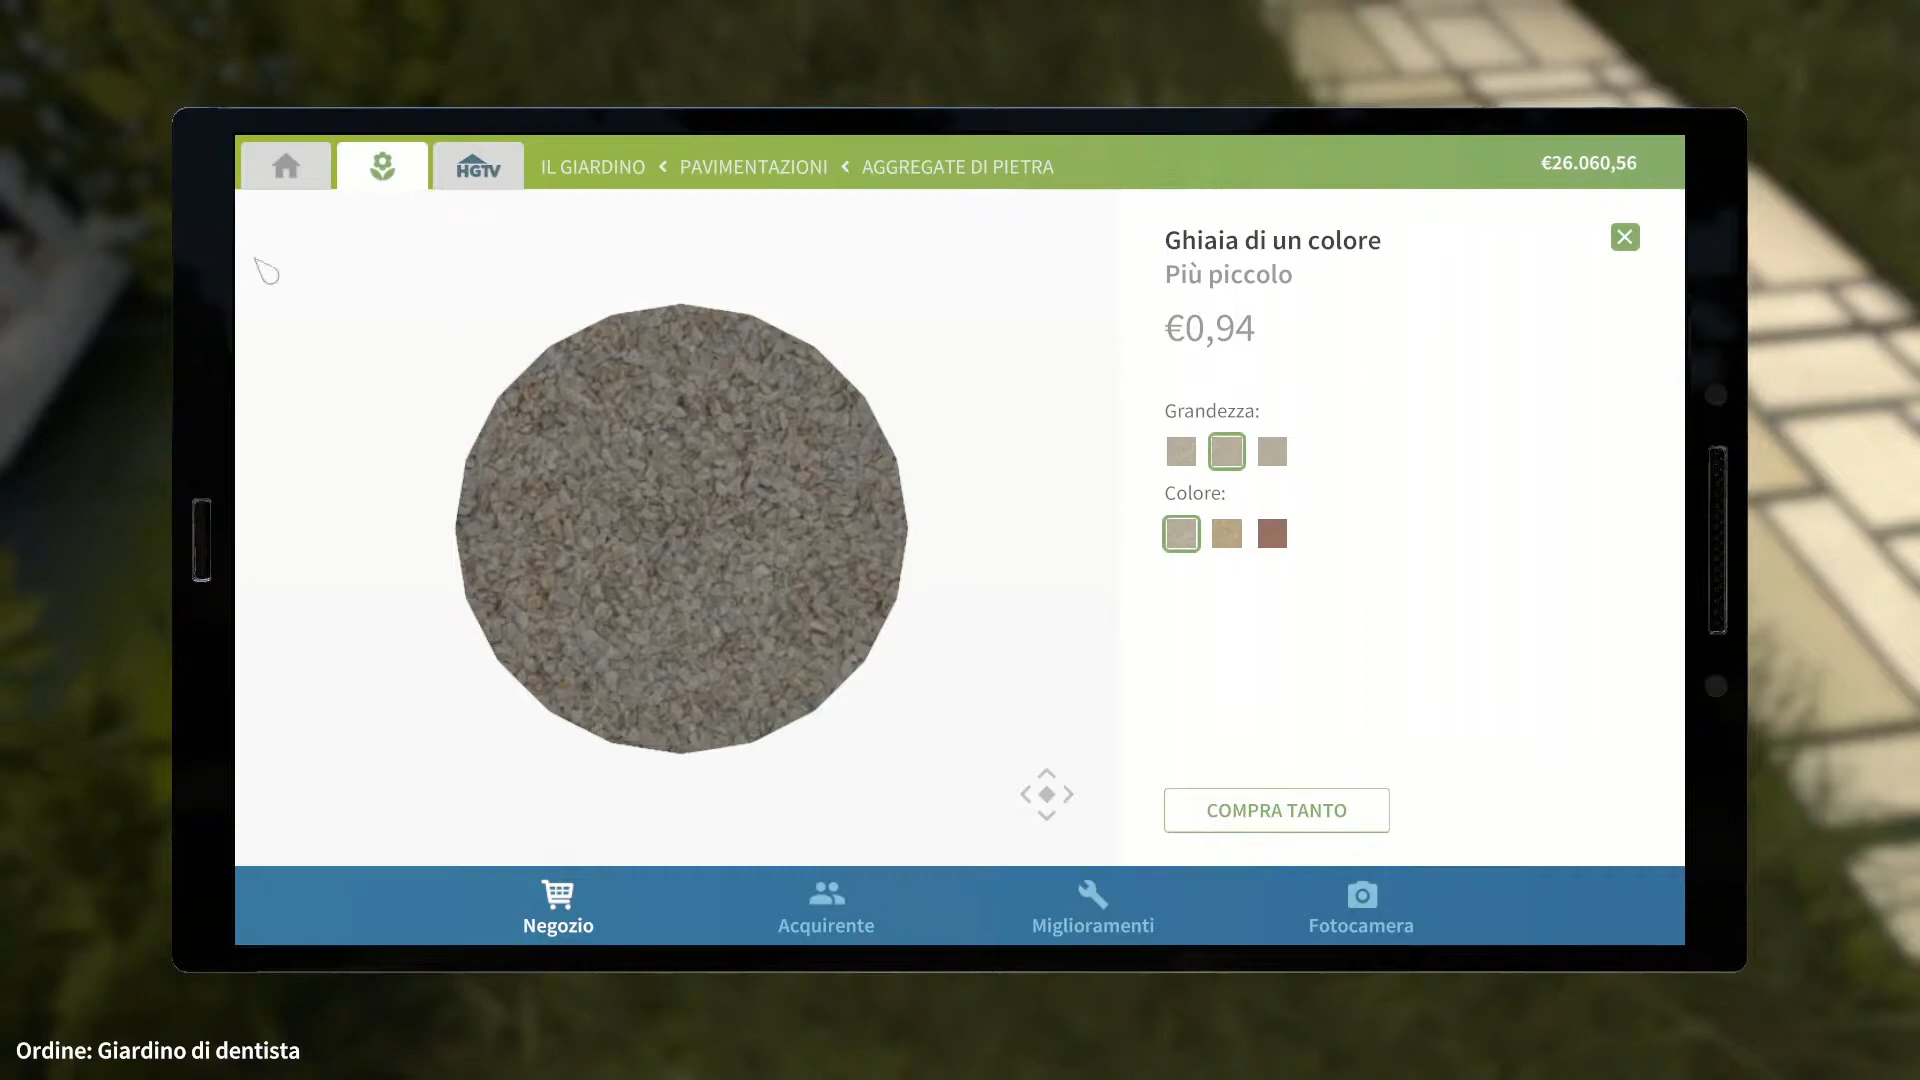 HGTV
IL GIARDINO < PAVIMENTAZIONI < AGGREGATE DI PIETRA
€26.060,56
Ghiaia di un colore
Più piccolo
€0,94
Grandezza:
Colore:
COMPRA TANTO
Negozio
Acquirente
Miglioramenti
Fotocamera
Ordine: Giardino di dentista